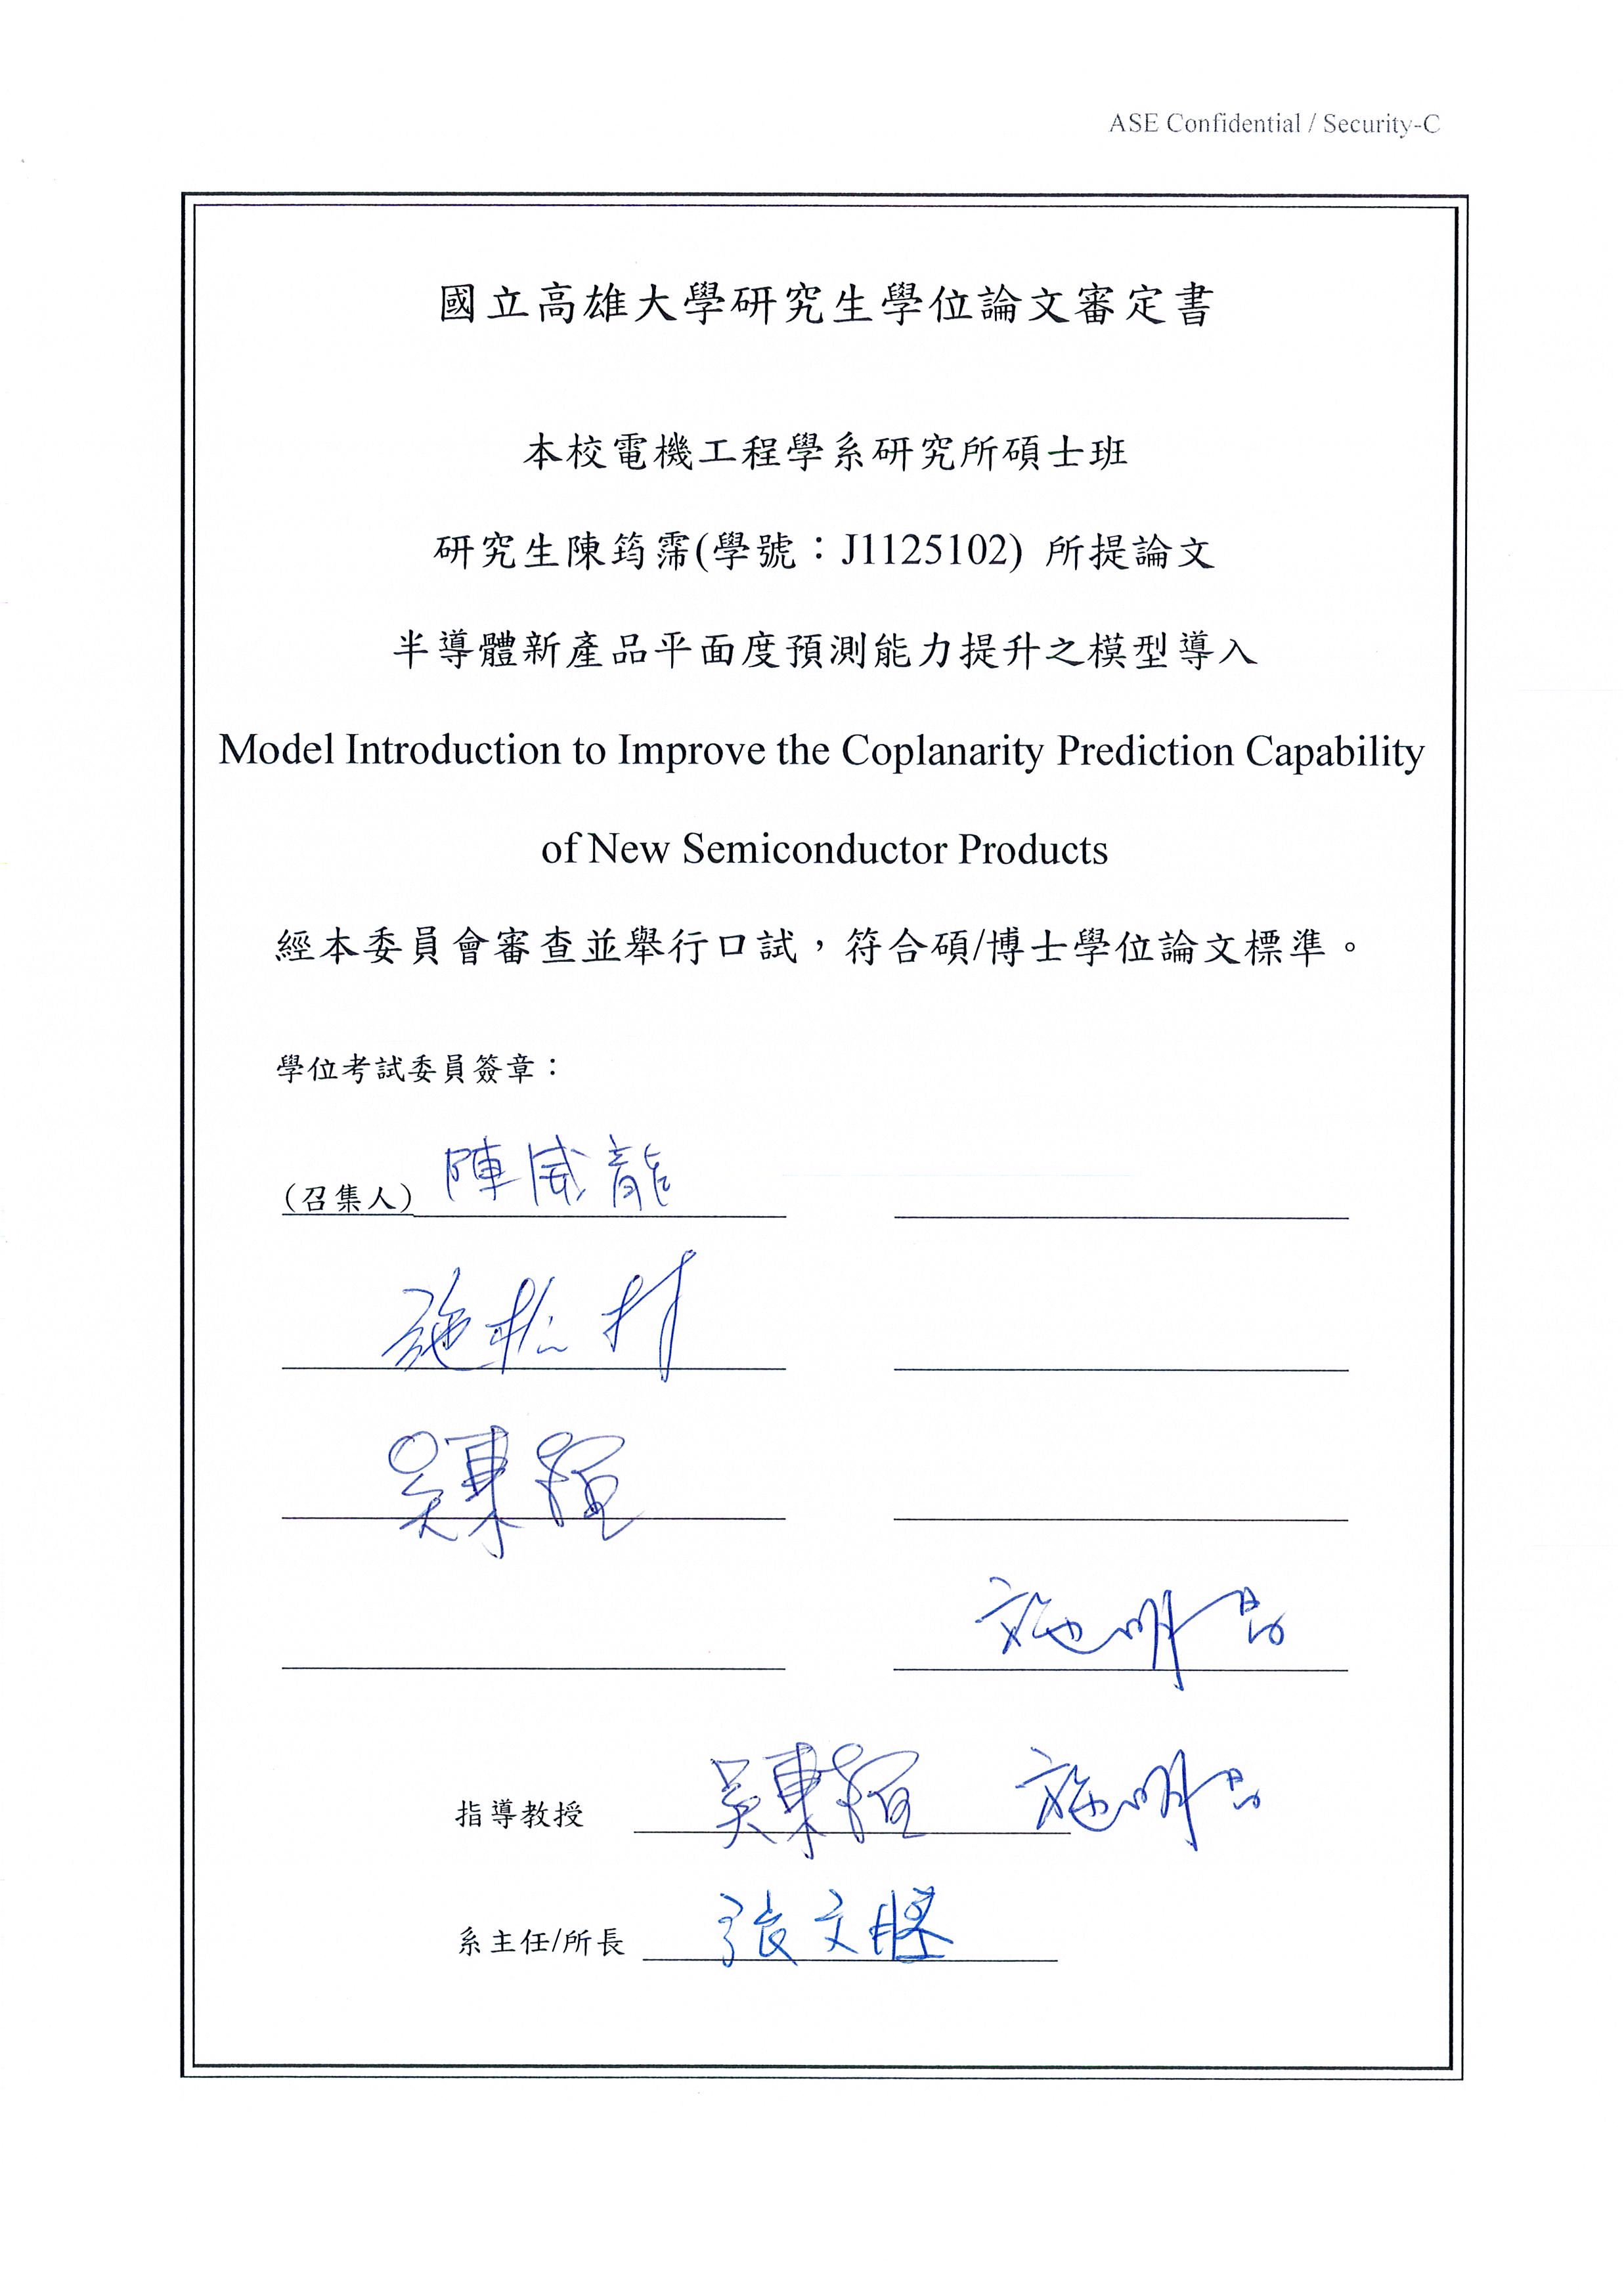 ASE Confidential / Security-C
國立高雄大學研究生學位論文審定書
本校電機工程學系研究所碩士班
研究生陳筠霈(學號：J1125102) 所提論文
半導體新產品平面度預測能力提升之模型導入
Model Introduction to Improve the Coplanarity Prediction Capability
of New Semiconductor Products
經本委員會審查並舉行口試，符合碩/博士學位論文標準。
學位考試委員簽章：
(召集人) 陳威龍
施松村
吳東
施明昌
指導教授 吳東 施明昌
系主任/所長 張文